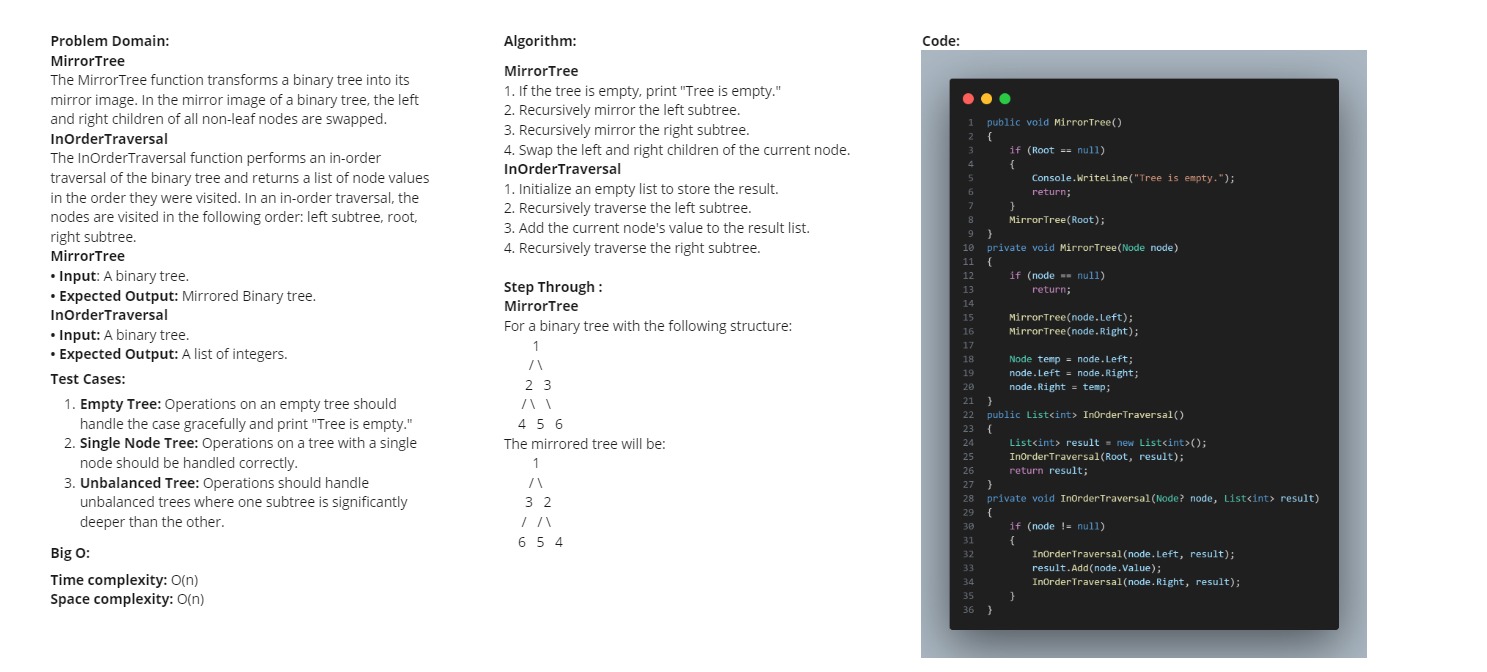 Problem Domain:
MirrorTree
The MirrorTree function transforms a binary tree into its
mirror image. In the mirror image of a binary tree, the left
and right children of all non-leaf nodes are swapped.
InOrderTraversal
The InOrderTraversal function performs an in-order
traversal of the binary tree and returns a list of node values
in the order they were visited. In an in-order traversal, the
nodes are visited in the following order: left subtree, root,
right subtree.
MirrorTree
• Input: A binary tree.
• Expected Output: Mirrored Binary tree.
InOrderTraversal
• Input: A binary tree.
• Expected Output: A list of integers.
Test Cases:
1. Empty Tree: Operations on an empty tree should
handle the case gracefully and print "Tree is empty."
2. Single Node Tree: Operations on a tree with a single
node should be handled correctly.
3. Unbalanced Tree: Operations should handle
unbalanced trees where one subtree is significantly
deeper than the other.
Big O:
Time complexity: O(n)
Space complexity: O(n)
Algorithm:
MirrorTree
1. If the tree is empty, print "Tree is empty."
2. Recursively mirror the left subtree.
3. Recursively mirror the right subtree.
4. Swap the left and right children of the current node.
InOrderTraversal
1. Initialize an empty list to store the result.
2. Recursively traverse the left subtree.
3. Add the current node's value to the result list.
4. Recursively traverse the right subtree.
Step Through :
MirrorTree
For a binary tree with the following structure:
1
/ \
2 3
/ \ \
4 5 6
The mirrored tree will be:
1
/ \
3 2
/ / \
6 5 4
Code:
1 public void MirrorTree()
2 {
3 if (Root == null)
4 {
5 Console.WriteLine("Tree is empty.");
6 return;
7 }
8 MirrorTree(Root);
9 }
10 private void MirrorTree(Node node)
11 {
12 if (node == null)
13 return;
14
15 MirrorTree(node.Left);
16 MirrorTree(node.Right);
17
18 Node temp = node.Left;
19 node.Left = node.Right;
20 node.Right = temp;
21 }
22 public List<int> InOrderTraversal()
23 {
24 List<int> result = new List<int>();
25 InOrderTraversal(Root, result);
26 return result;
27 }
28 private void InOrderTraversal(Node? node, List<int> result)
29 {
30 if (node != null)
31 {
32 InOrderTraversal(node.Left, result);
33 result.Add(node.Value);
34 InOrderTraversal(node.Right, result);
35 }
36 }